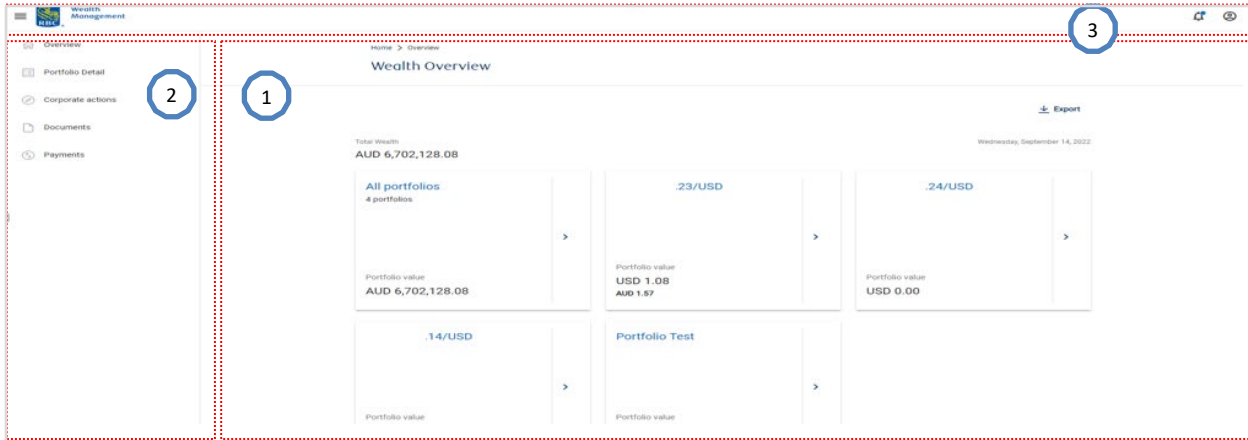 Wealth
Management
RBC
3
Overview
Portfolio Detail
Corporate actions
Documents
Payments
2
1
Home > Overview
Wealth Overview
Export
Total Wealth
AUD 6,702,128.08
Wednesday, September 14, 2022
All portfolios
4 portfolios
>
Portfolio value
AUD 6,702,128.08
.23/USD
>
Portfolio value
USD 1.08
AUD 1.57
.24/USD
>
Portfolio value
USD 0.00
.14/USD
>
Portfolio value
Portfolio Test
>
Portfolio value